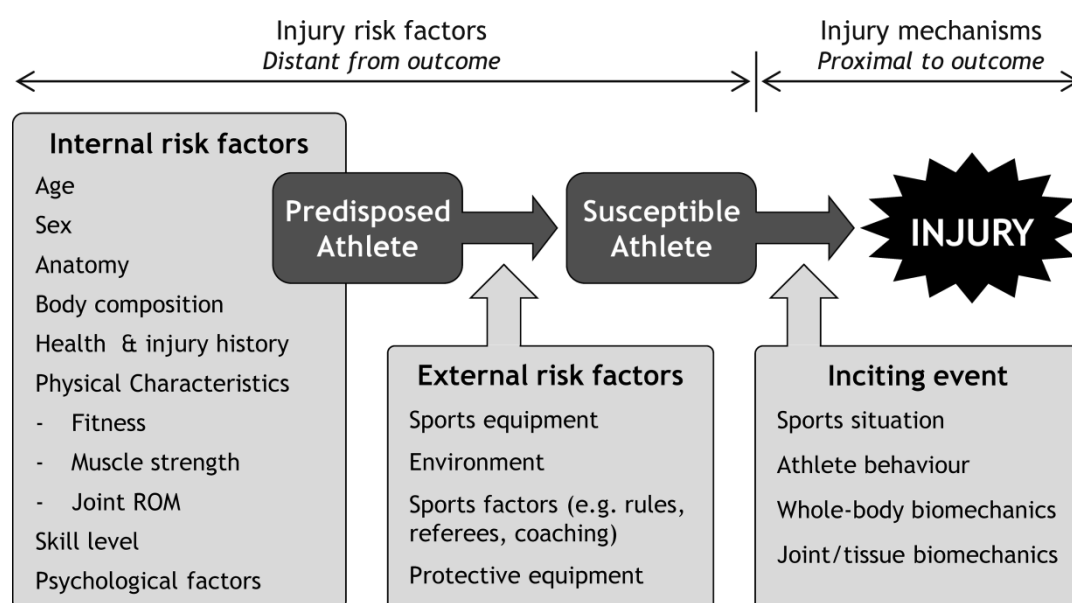 Injury risk factors
Distant from outcome
Injury mechanisms
Proximal to outcome
Internal risk factors
Age
Sex
Anatomy
Body composition
Health & injury history
Physical Characteristics
- Fitness
- Muscle strength
- Joint ROM
Skill level
Psychological factors
Predisposed
Athlete
Susceptible
Athlete
INJURY
External risk factors
Sports equipment
Environment
Sports factors (e.g. rules,
referees, coaching)
Protective equipment
Inciting event
Sports situation
Athlete behaviour
Whole-body biomechanics
Joint/tissue biomechanics